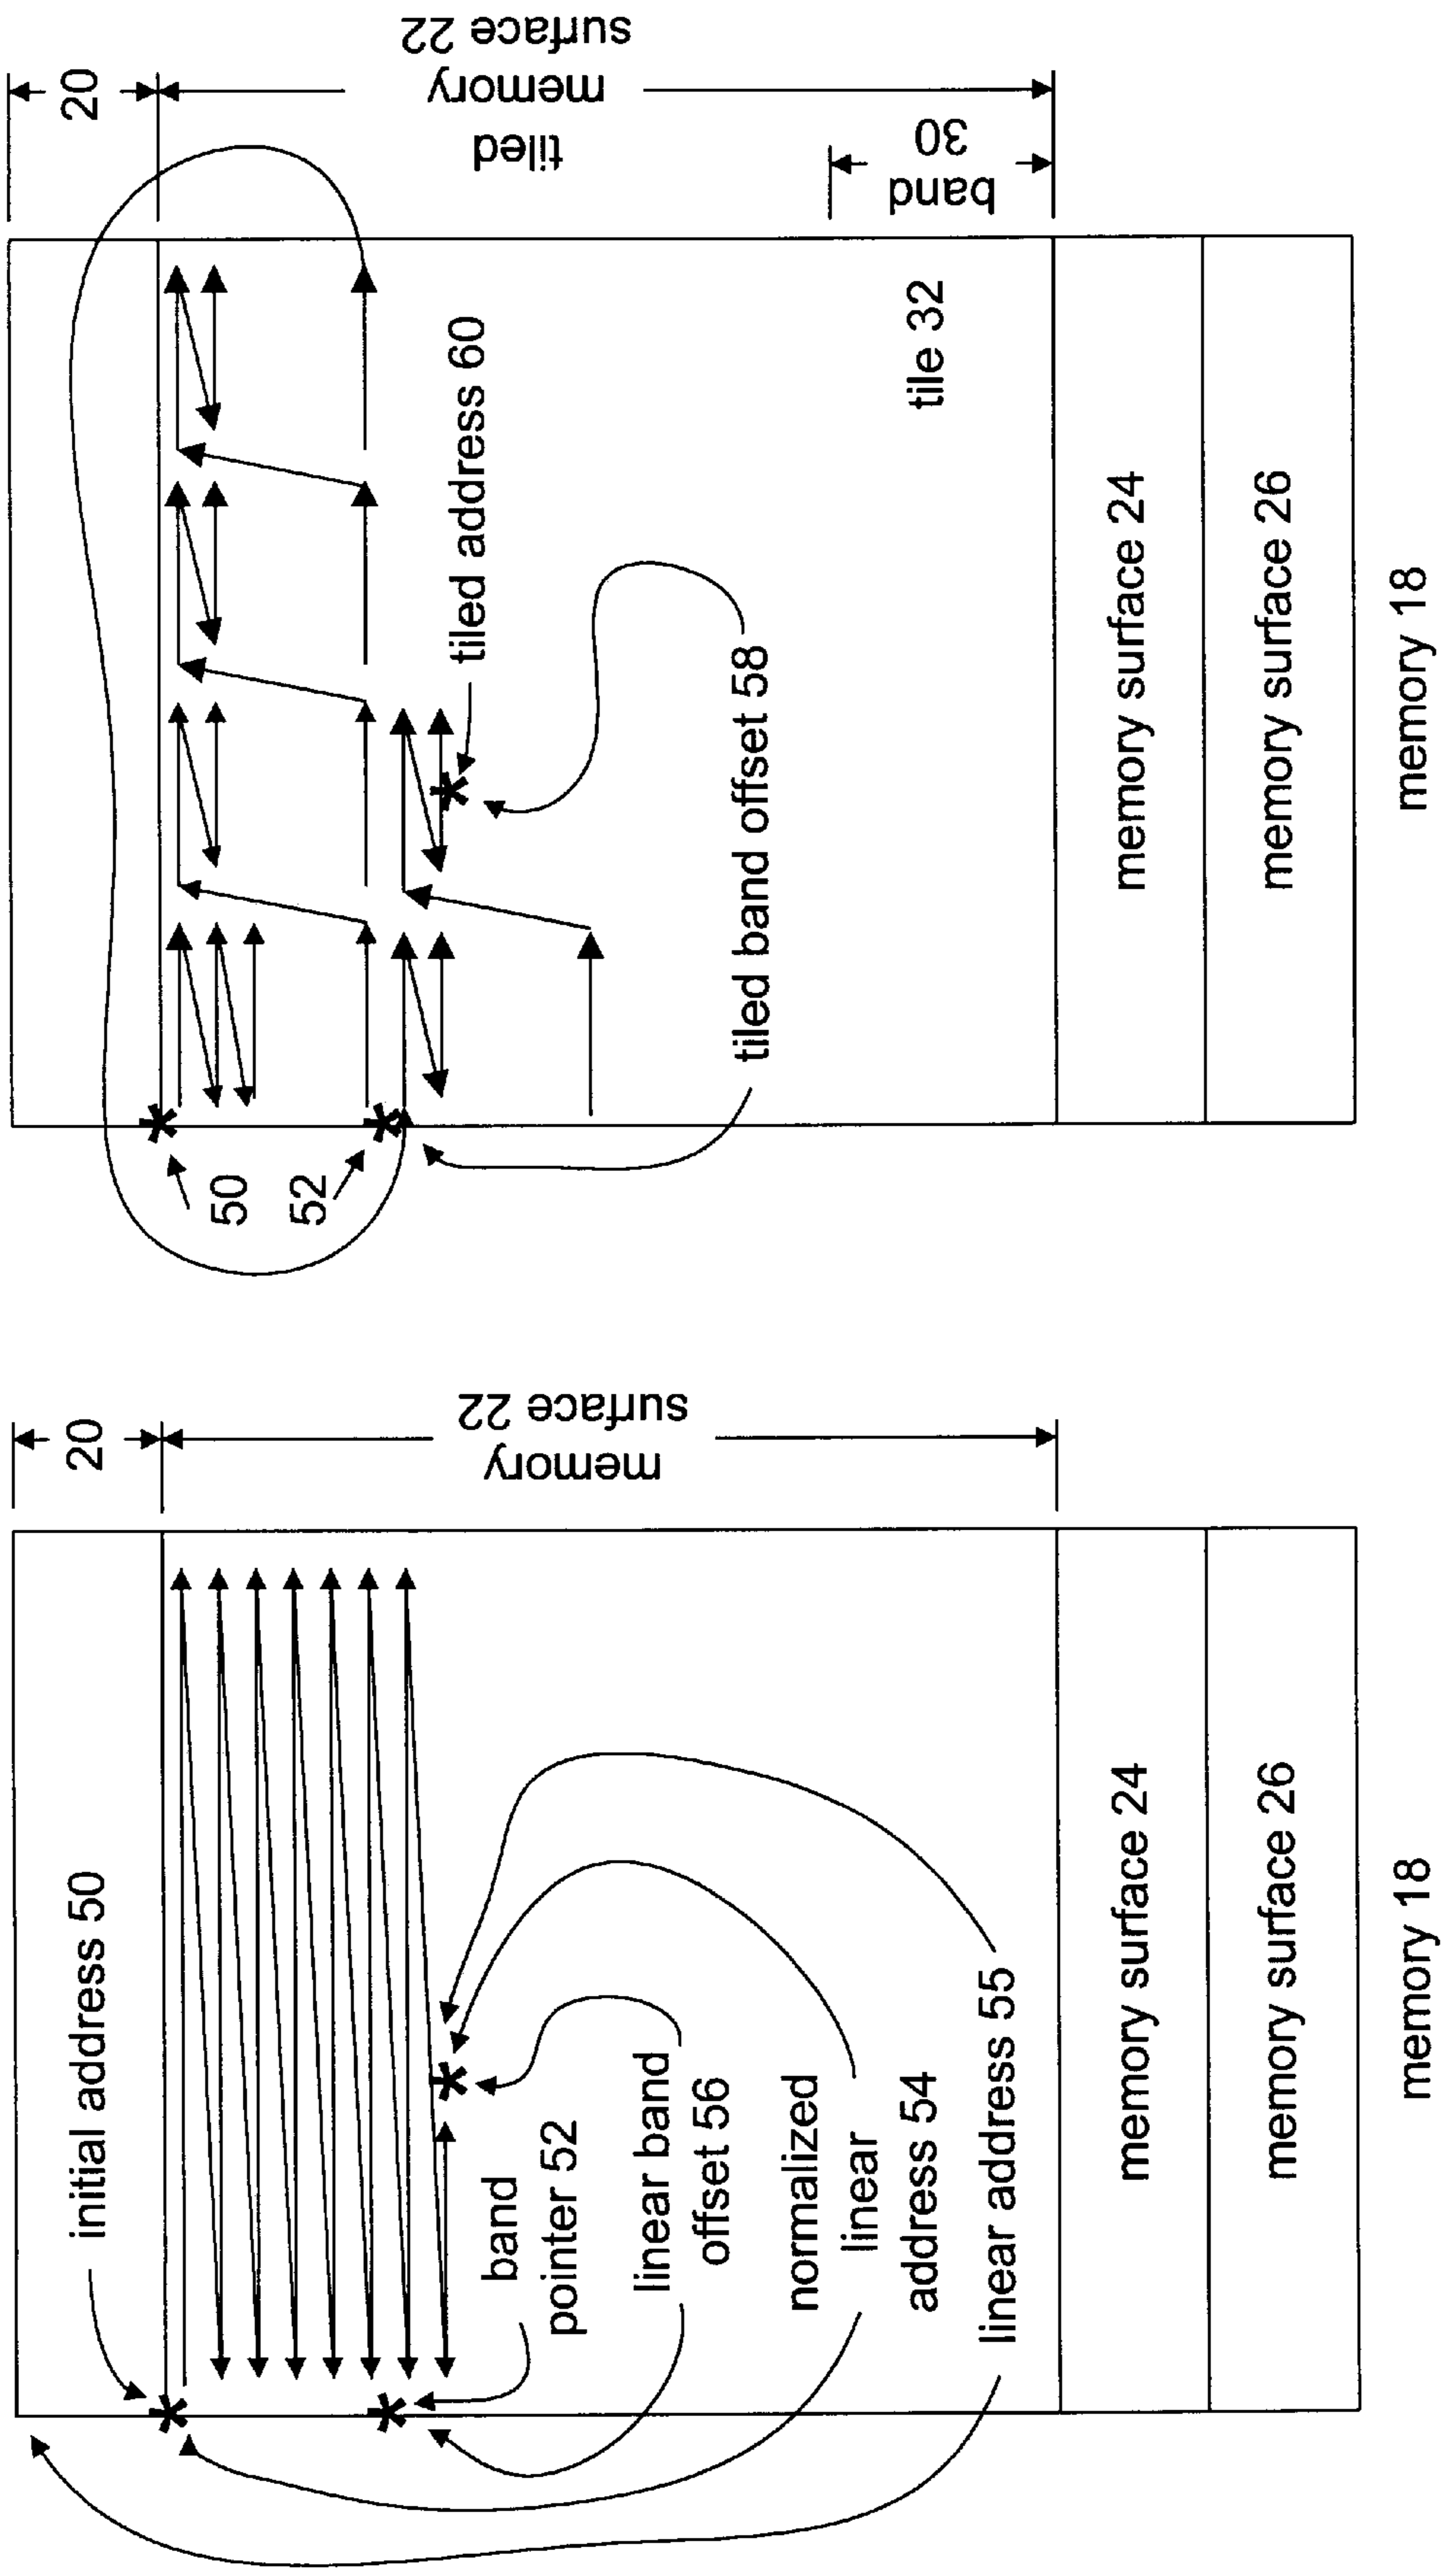 initial address 50
20
memory
surface 22
band
pointer 52
linear band
offset 56
normalized
linear
address 54
linear address 55
memory surface 24
memory surface 26
memory 18
20
tiled
memory
surface 22
50
52
tiled address 60
band
30
tiled band offset 58
tile 32
memory surface 24
memory surface 26
memory 18